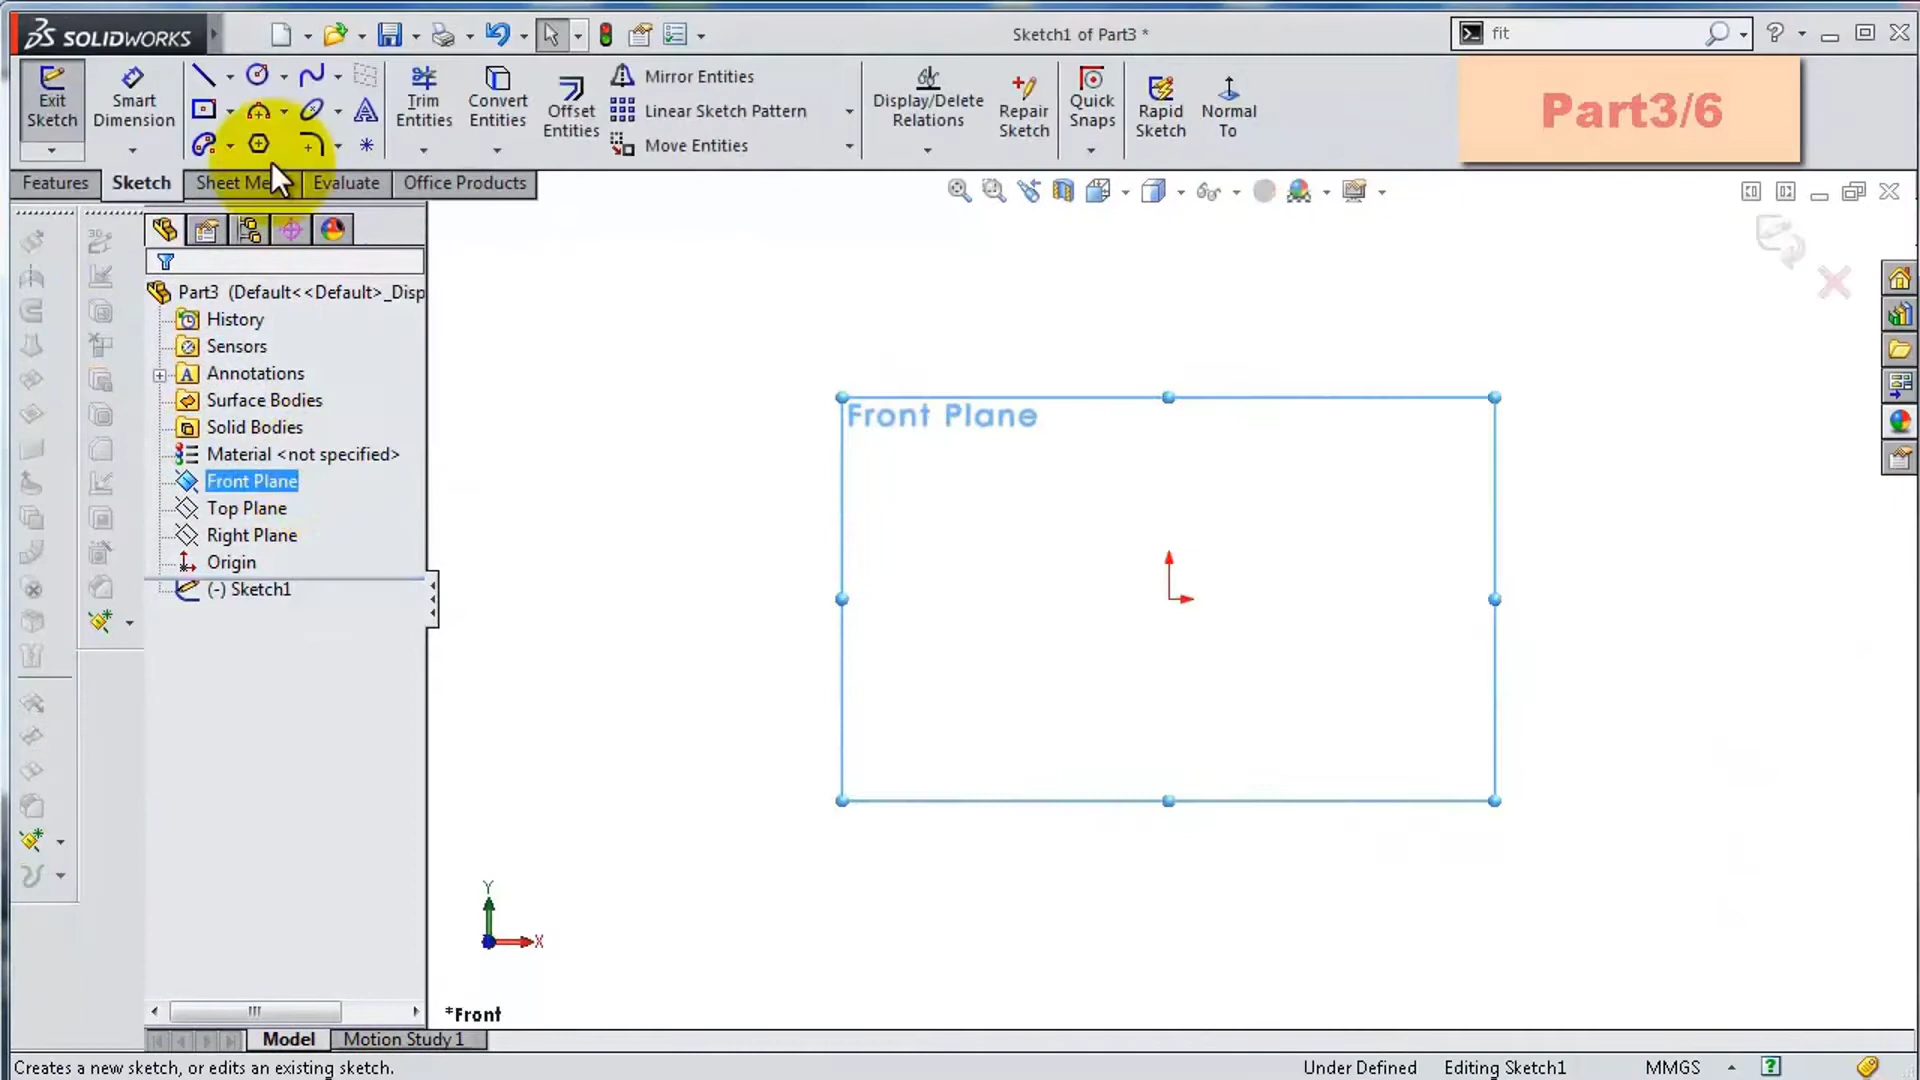 SOLIDWORKS
Sketch1 of Part3 *
fit
Part3/6
Exit Sketch
Smart Dimension
Trim Entities
Convert Entities
Offset Entities
Mirror Entities
Linear Sketch Pattern
Move Entities
Display/Delete Relations
Repair Sketch
Quick Snaps
Rapid Sketch
Normal To
Features
Sketch
Sheet Me
Evaluate
Office Products
Part3 (Default<<Default>_Disp
History
Sensors
Annotations
Surface Bodies
Solid Bodies
Material <not specified>
Front Plane
Top Plane
Right Plane
Origin
(-) Sketch1
Front Plane
Y
X
*Front
Model
Motion Study 1
Creates a new sketch, or edits an existing sketch.
Under Defined
Editing Sketch1
MMGS